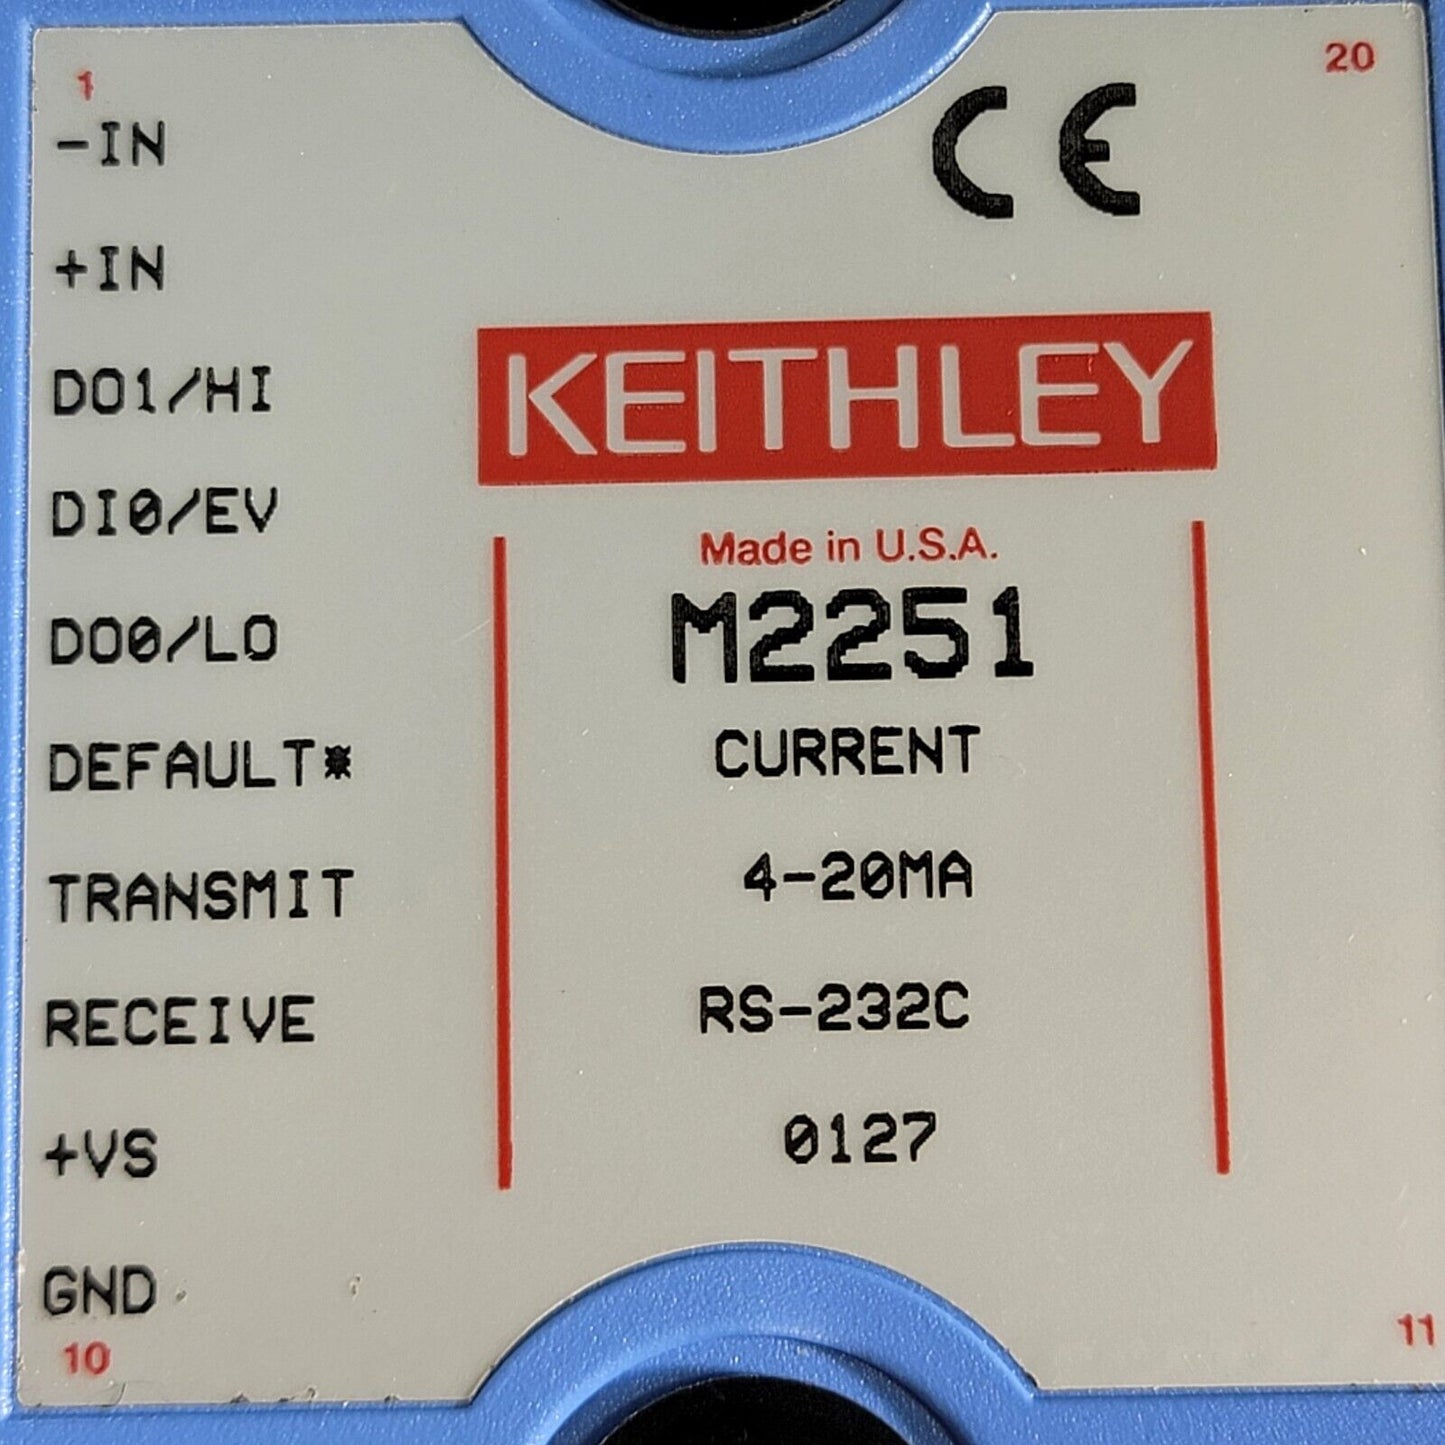 1
-IN
+IN
DO1/HI
DI0/EV
DO0/LO
DEFAULT*
TRANSMIT
RECEIVE
+VS
GND
10
CE
KEITHLEY
Made in U.S.A.
M2251
CURRENT
4-20MA
RS-232C
0127
20
11